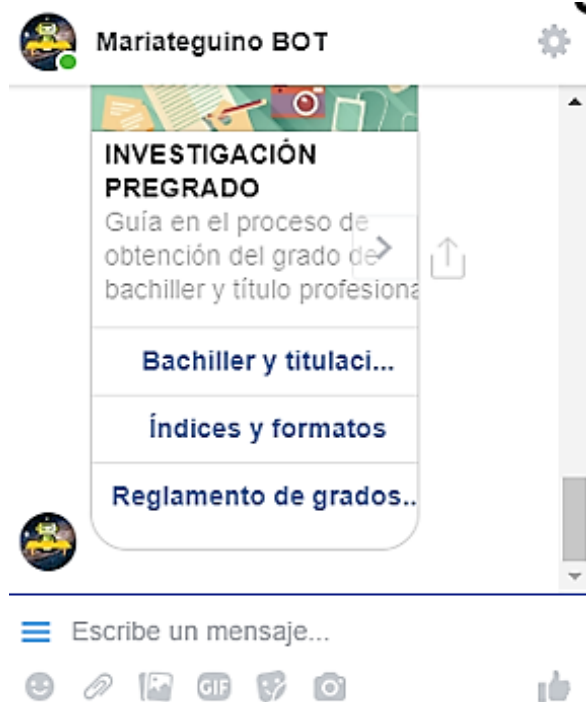 Mariateguino BOT
INVESTIGACIÓN
PREGRADO
Guía en el proceso de
obtención del grado de
bachiller y título profesiona
Bachiller y titulaci...
Índices y formatos
Reglamento de grados..
Escribe un mensaje...
GIF